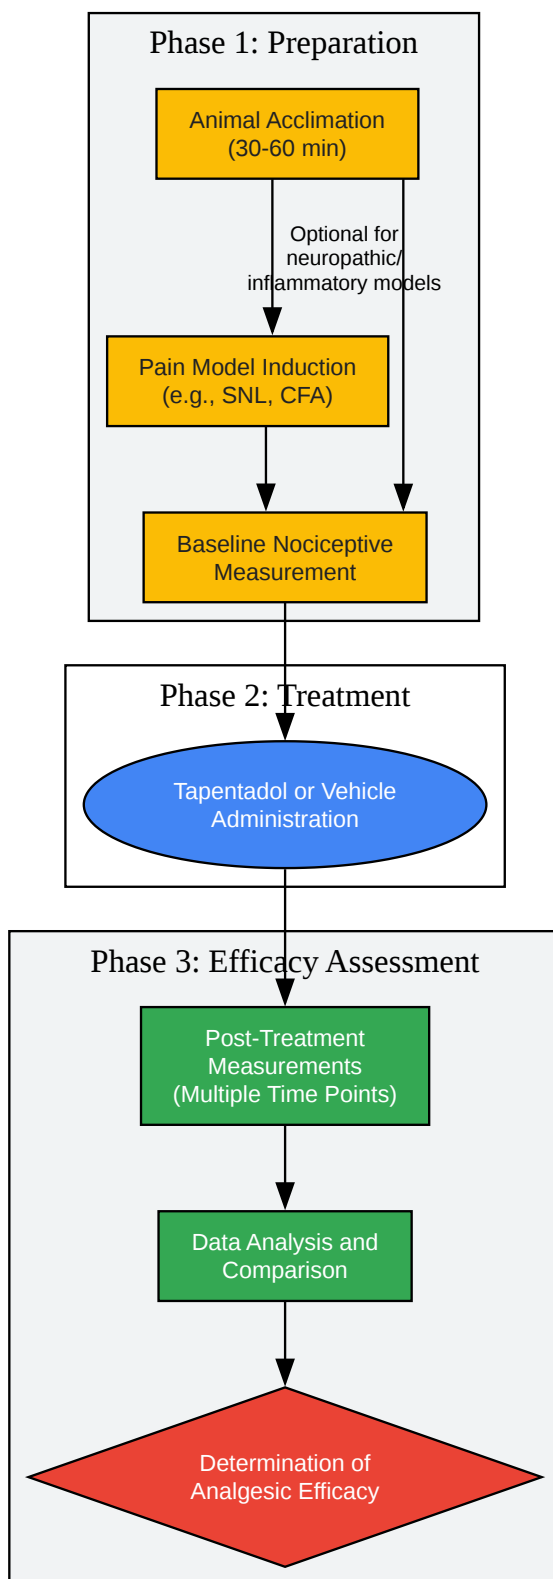 Phase 1: Preparation
Animal Acclimation
(30-60 min)
Optional for
neuropathic/
inflammatory models
Pain Model Induction
(e.g., SNL, CFA)
Baseline Nociceptive
Measurement
Phase 2: Treatment
Tapentadol or Vehicle
Administration
Phase 3: Efficacy Assessment
Post-Treatment
Measurements
(Multiple Time Points)
Data Analysis and
Comparison
Determination of
Analgesic Efficacy